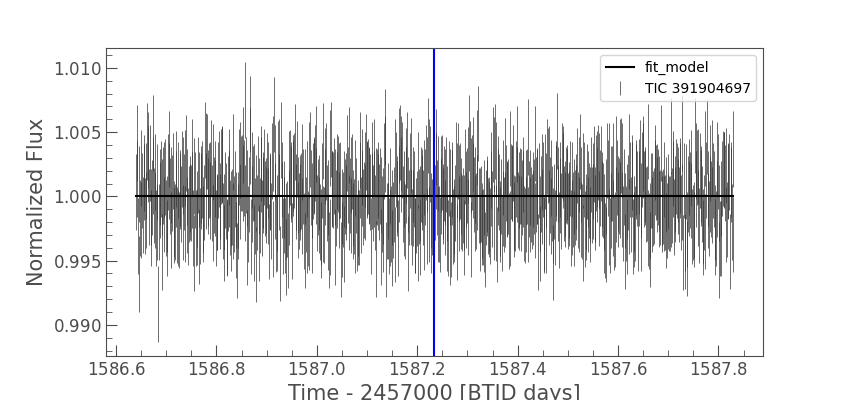 1.010
1.005
1.000
0.995
0.990
Normalized Flux
fit_model
TIC 391904697
1586.6 1586.8 1587.0 1587.2 1587.4 1587.6 1587.8
Time - 2457000 [BTJD days]